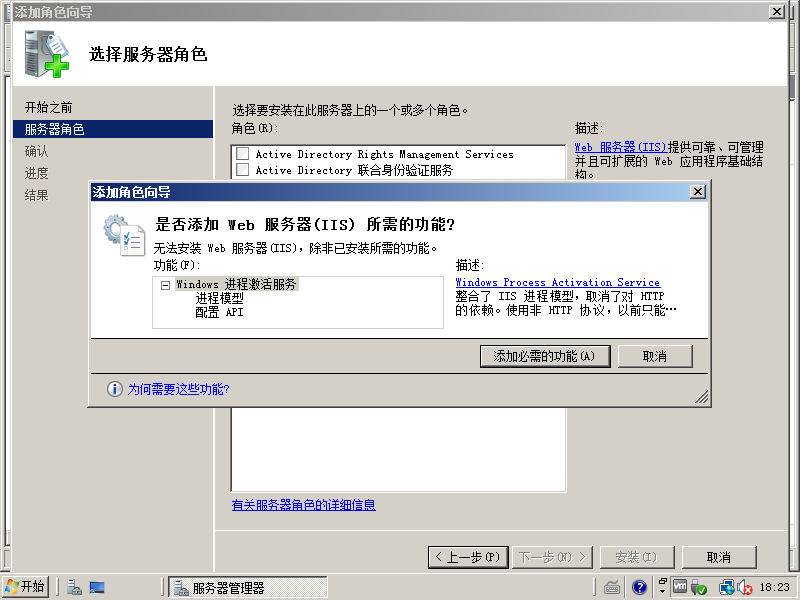 添加角色向导
选择服务器角色
开始之前
服务器角色
确认
进度
结果
选择要安装在此服务器上的一个或多个角色。
角色(R):
Active Directory Rights Management Services
Active Directory 联合身份验证服务
描述:
Web 服务器(IIS)提供可靠、可管理
并且可扩展的 Web 应用程序基础结
构。
添加角色向导
是否添加 Web 服务器(IIS) 所需的功能?
无法安装 Web 服务器(IIS)，除非已安装所需的功能。
功能(F):
Windows 进程激活服务
进程模型
配置 API
描述:
Windows Process Activation Service
整合了 IIS 进程模型，取消了对 HTTP
的依赖。使用非 HTTP 协议，以前只能…
添加必需的功能(A)
取消
为何需要这些功能?
有关服务器角色的详细信息
< 上一步(P)
下一步(N) >
安装(I)
取消
开始
服务器管理器
18:23